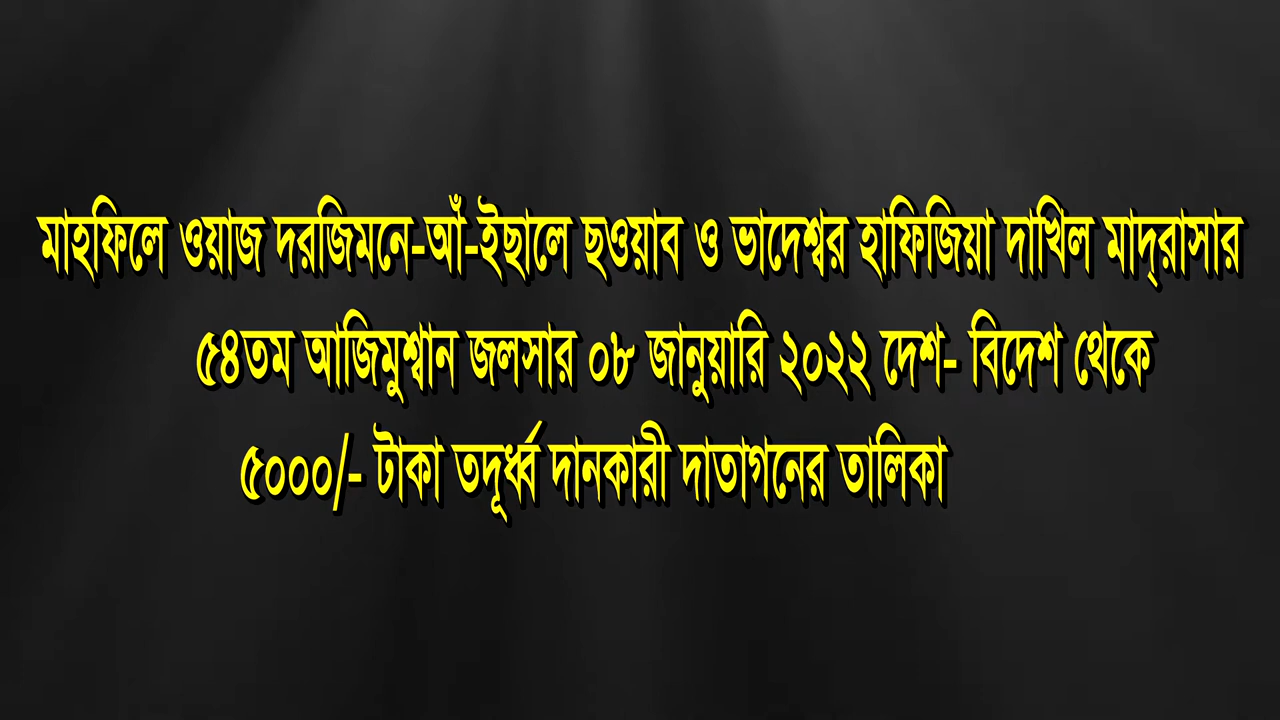 মাহফিলে ওয়াজ দরজিমনে-আঁ-ইছালে ছওয়াব ও ভাদেশ্বর হাফিজিয়া দাখিল মাদ্‌রাসার
৫৪তম আজিমুশ্বান জলসার ০৮ জানুয়ারি ২০২২ দেশ- বিদেশ থেকে
৫০০০/- টাকা তদূর্ধ্ব দানকারী দাতাগনের তালিকা